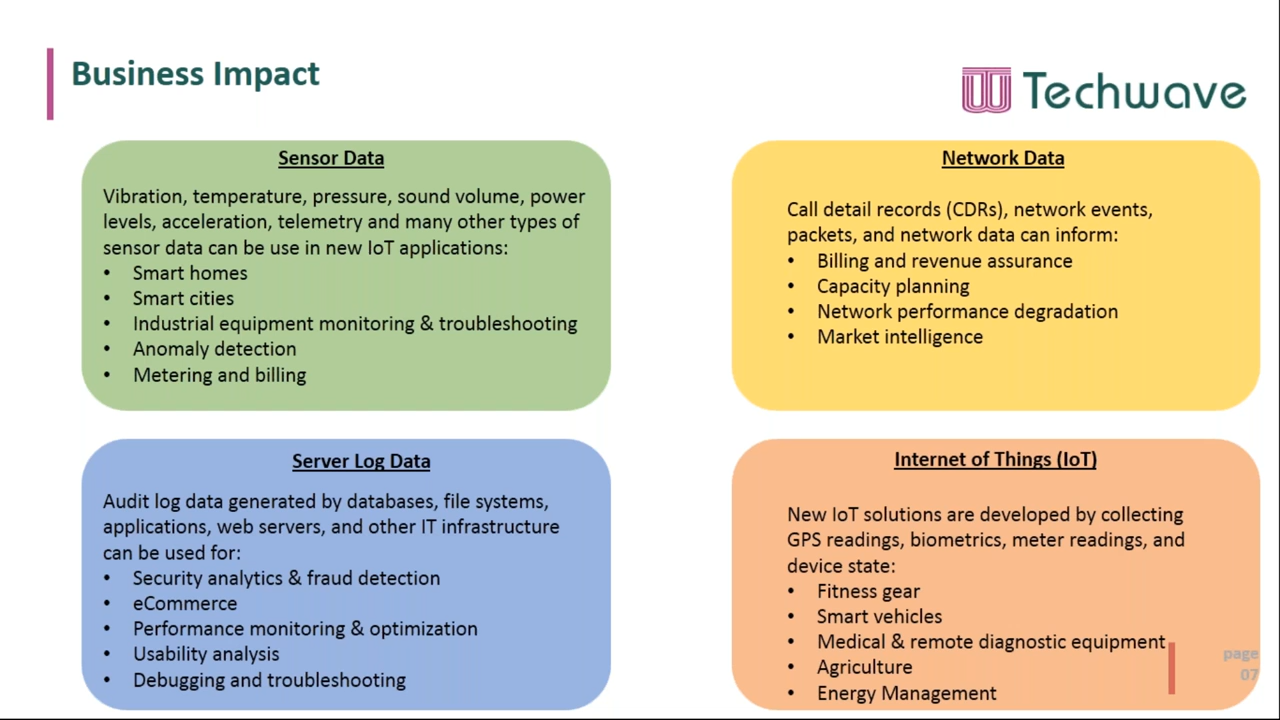 Business Impact
Techwave
Sensor Data
Vibration, temperature, pressure, sound volume, power
levels, acceleration, telemetry and many other types of
sensor data can be use in new IoT applications:
• Smart homes
• Smart cities
• Industrial equipment monitoring & troubleshooting
• Anomaly detection
• Metering and billing
Network Data
Call detail records (CDRs), network events,
packets, and network data can inform:
• Billing and revenue assurance
• Capacity planning
• Network performance degradation
• Market intelligence
Server Log Data
Audit log data generated by databases, file systems,
applications, web servers, and other IT infrastructure
can be used for:
• Security analytics & fraud detection
• eCommerce
• Performance monitoring & optimization
• Usability analysis
• Debugging and troubleshooting
Internet of Things (IoT)
New IoT solutions are developed by collecting
GPS readings, biometrics, meter readings, and
device state:
• Fitness gear
• Smart vehicles
• Medical & remote diagnostic equipment
• Agriculture
• Energy Management
page
07